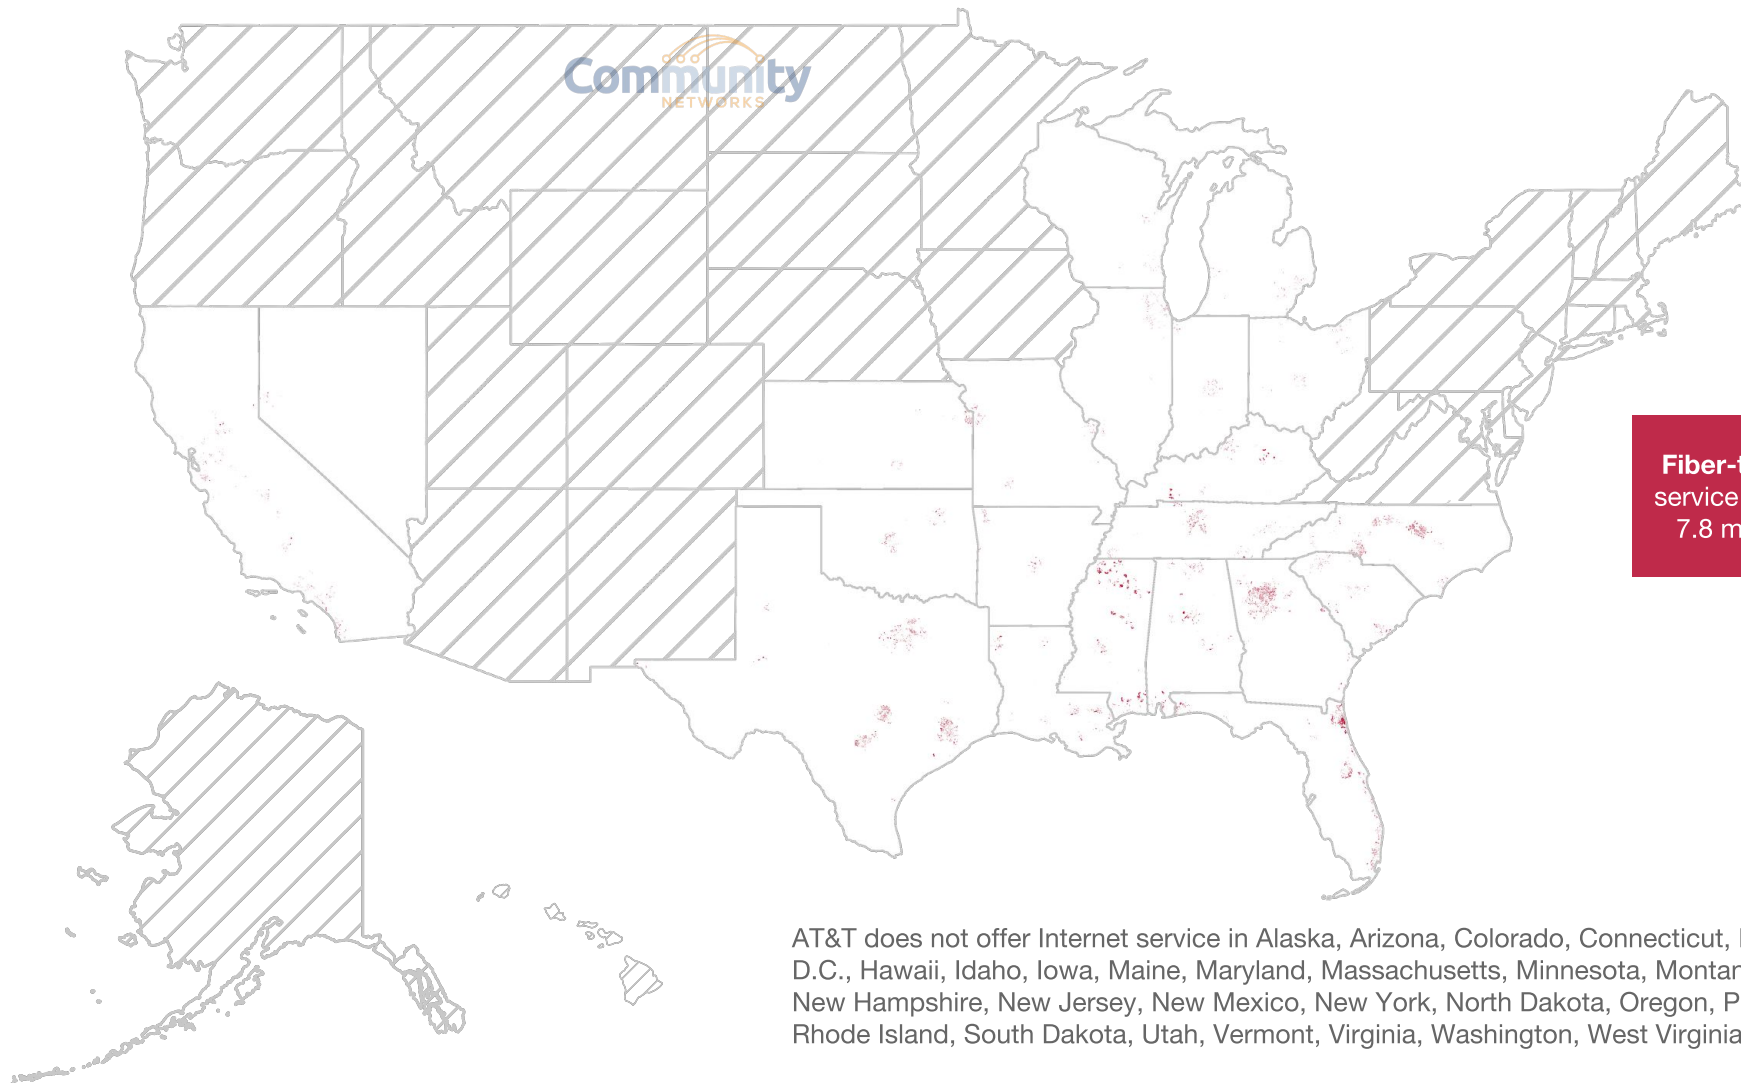 Community
NETWORKS
Fiber-
service
7.8 m
AT&T does not offer Internet service in Alaska, Arizona, Colorado, Connecticut,
D.C., Hawaii, Idaho, Iowa, Maine, Maryland, Massachusetts, Minnesota, Montan
New Hampshire, New Jersey, New Mexico, New York, North Dakota, Oregon, P
Rhode Island, South Dakota, Utah, Vermont, Virginia, Washington, West Virginia